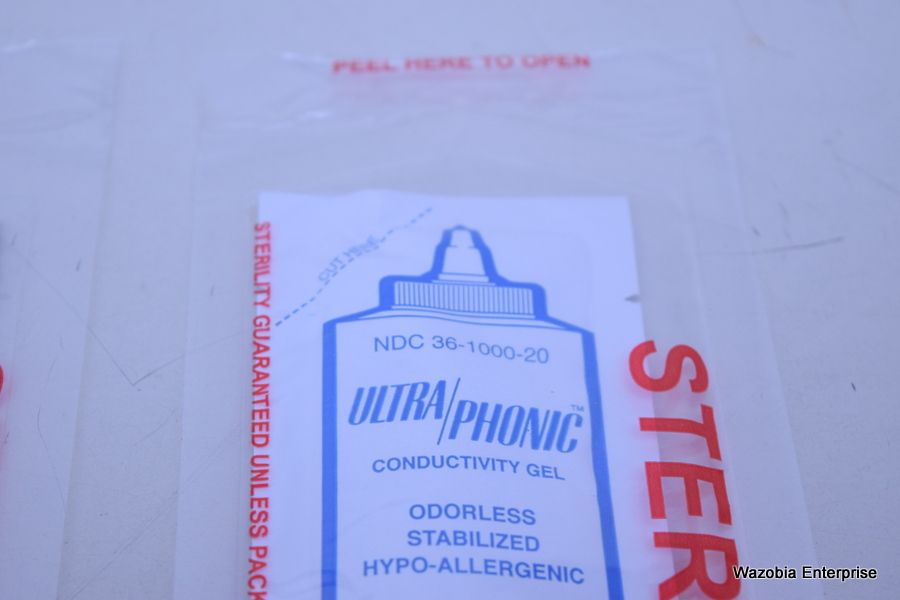 PEEL HERE TO OPEN
CUT HERE
STERILITY GUARANTEED UNLESS PACK
NDC 36-1000-20
ULTRA/PHONIC™
CONDUCTIVITY GEL
ODORLESS
STABILIZED
HYPO-ALLERGENIC
STER
Wazobia Enterprise